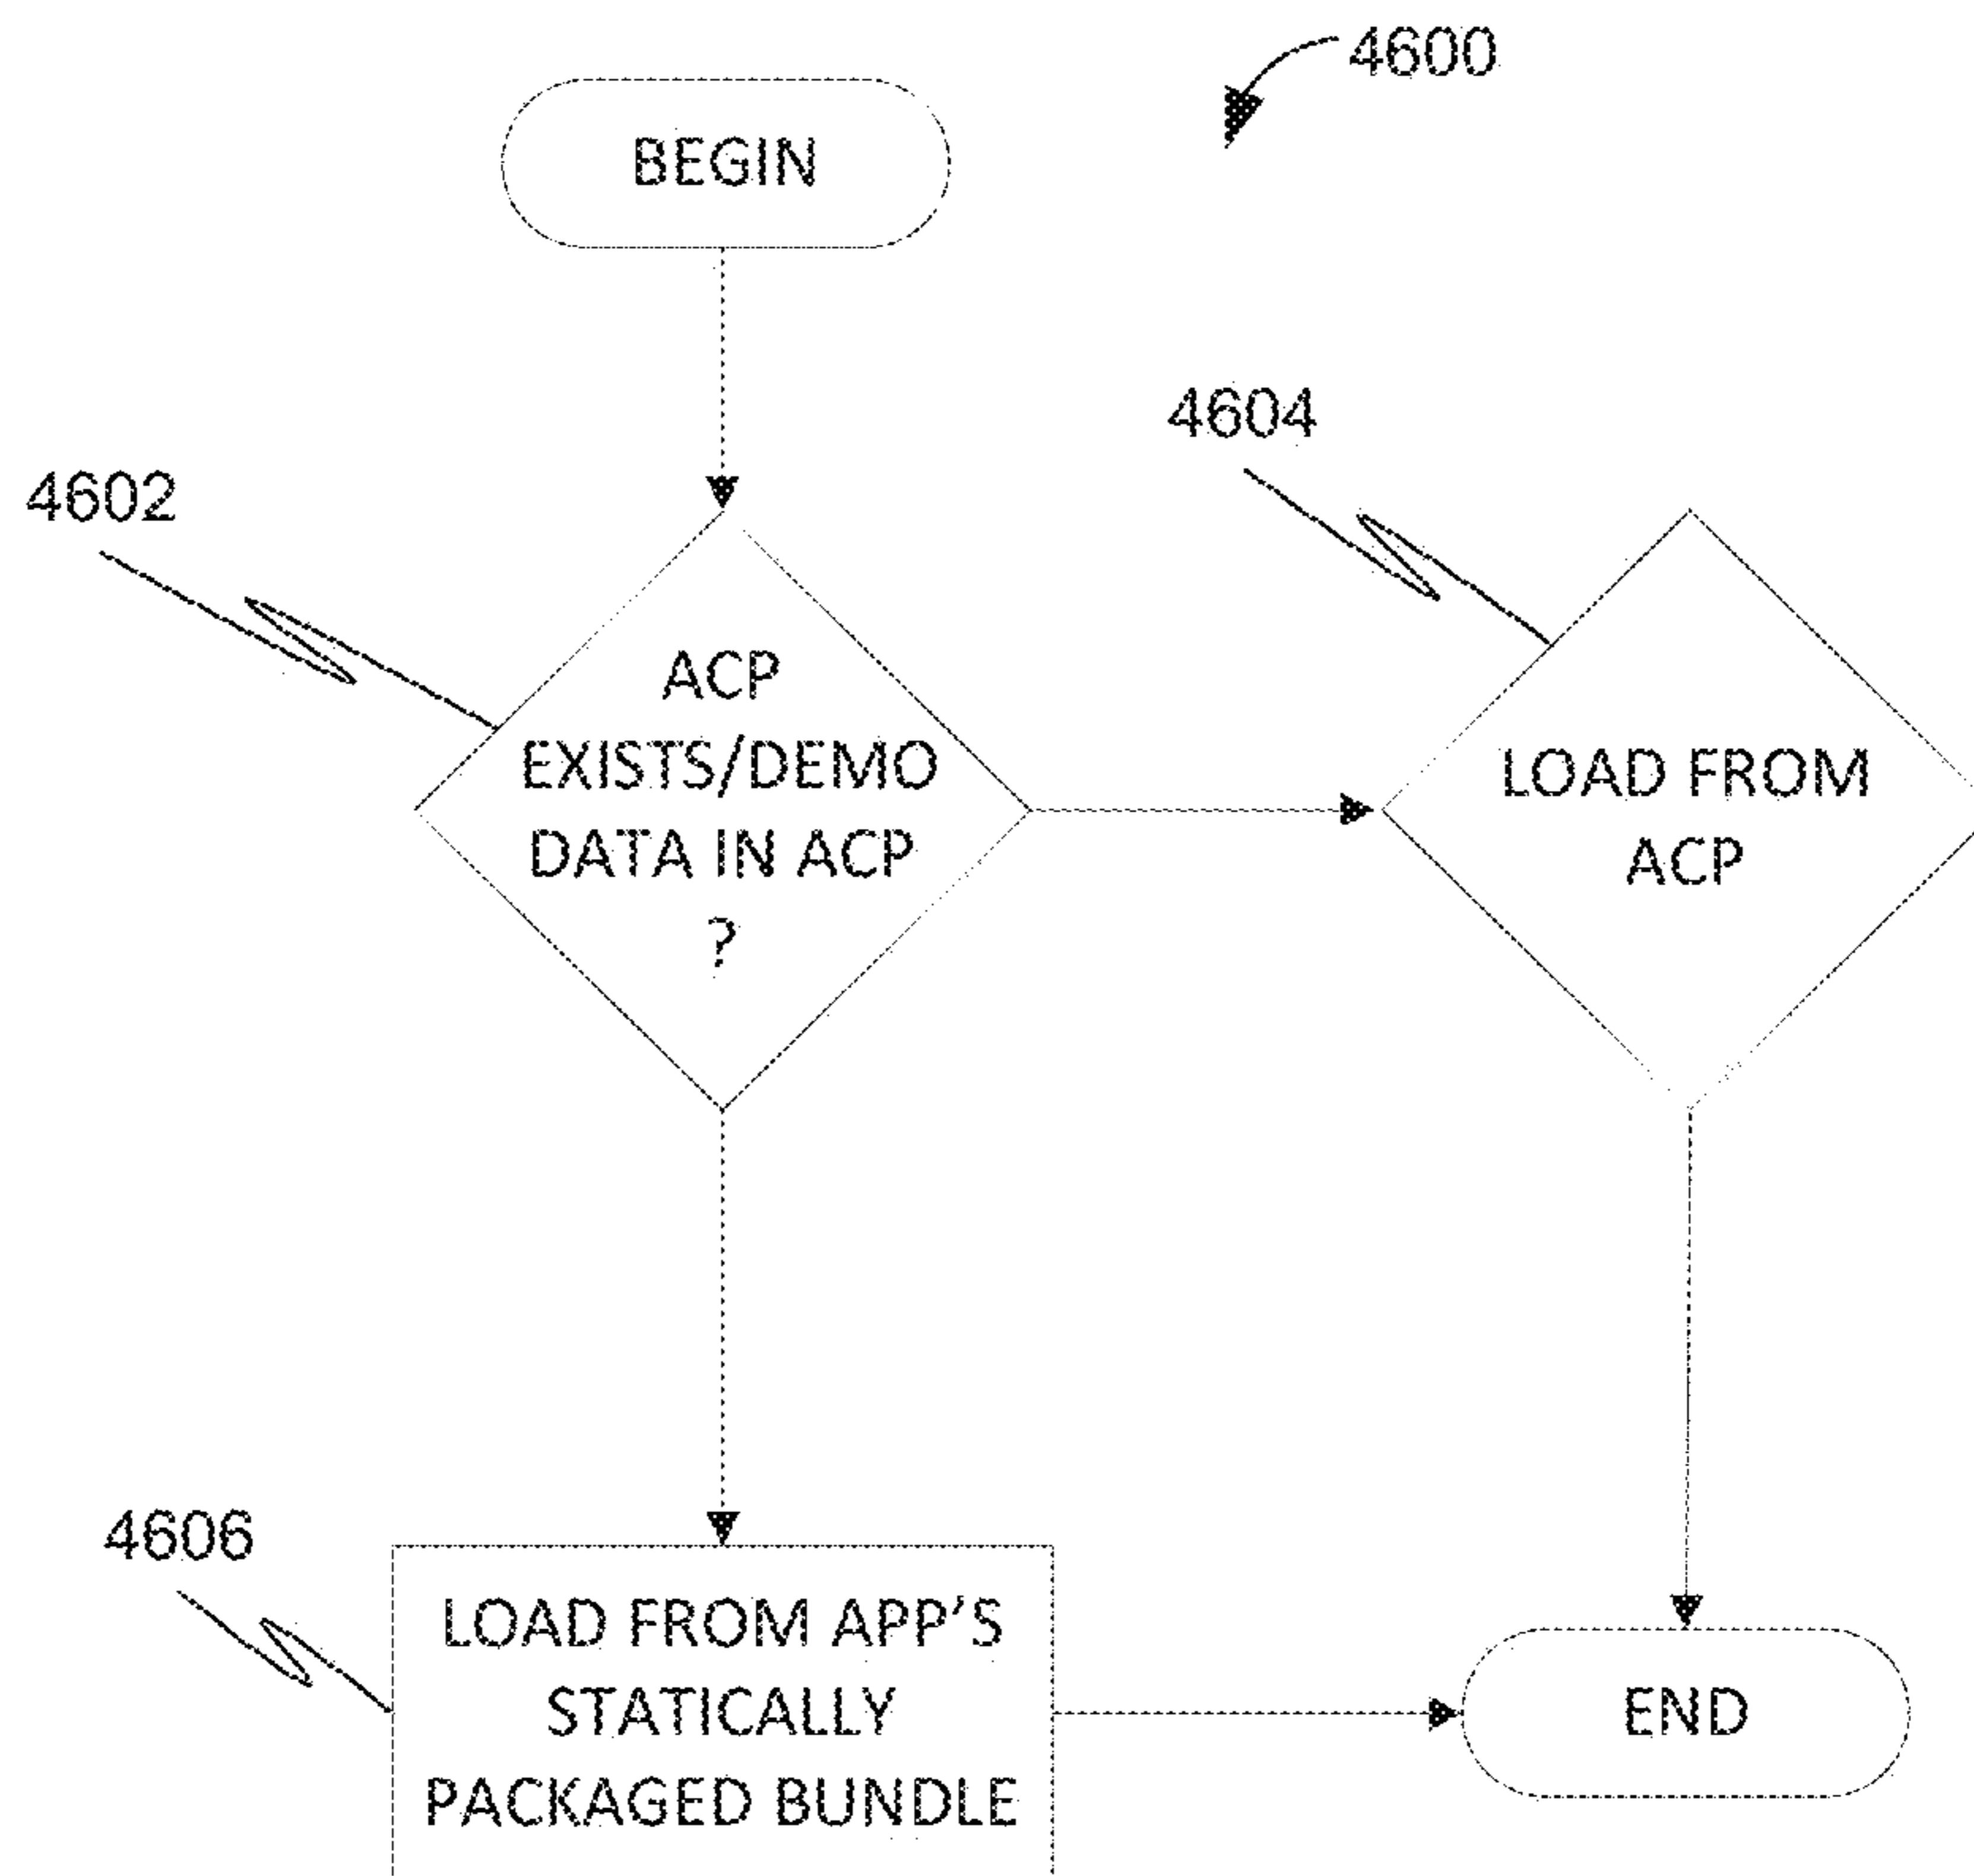 4600
BEGIN
4604
4602
ACP
EXISTS/DEMO
DATA IN ACP
?
LOAD FROM
ACP
4606
LOAD FROM APP'S
STATICALLY
PACKAGED BUNDLE
END